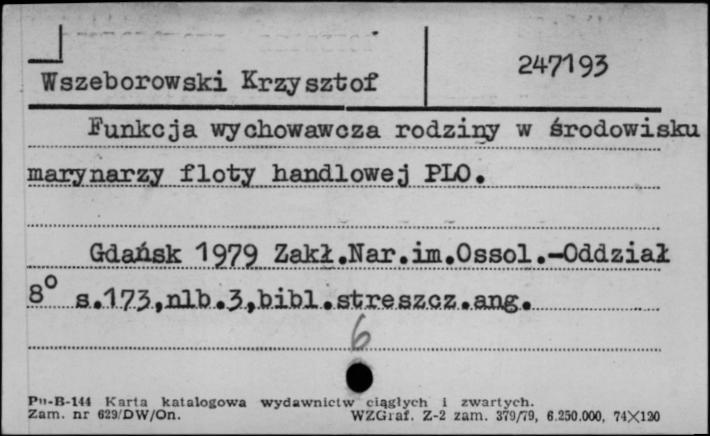 Wszeborowski Krzysztof
247193
Funkcja wychowawcza rodziny w środowisku
marynarzy floty handlowej PLO.
Gdańsk 1979 Zakł.Nar.im.Ossol.-Oddział
8° s.173,nlb.3,bibl.streszcz.ang.
6
Pu-B-144 Karta katalogowa wydawnictw ciągłych i zwartych.
Zam. nr 629/DW/On. WZGraf. Z-2 zam. 379/79, 6.250.000, 74X120